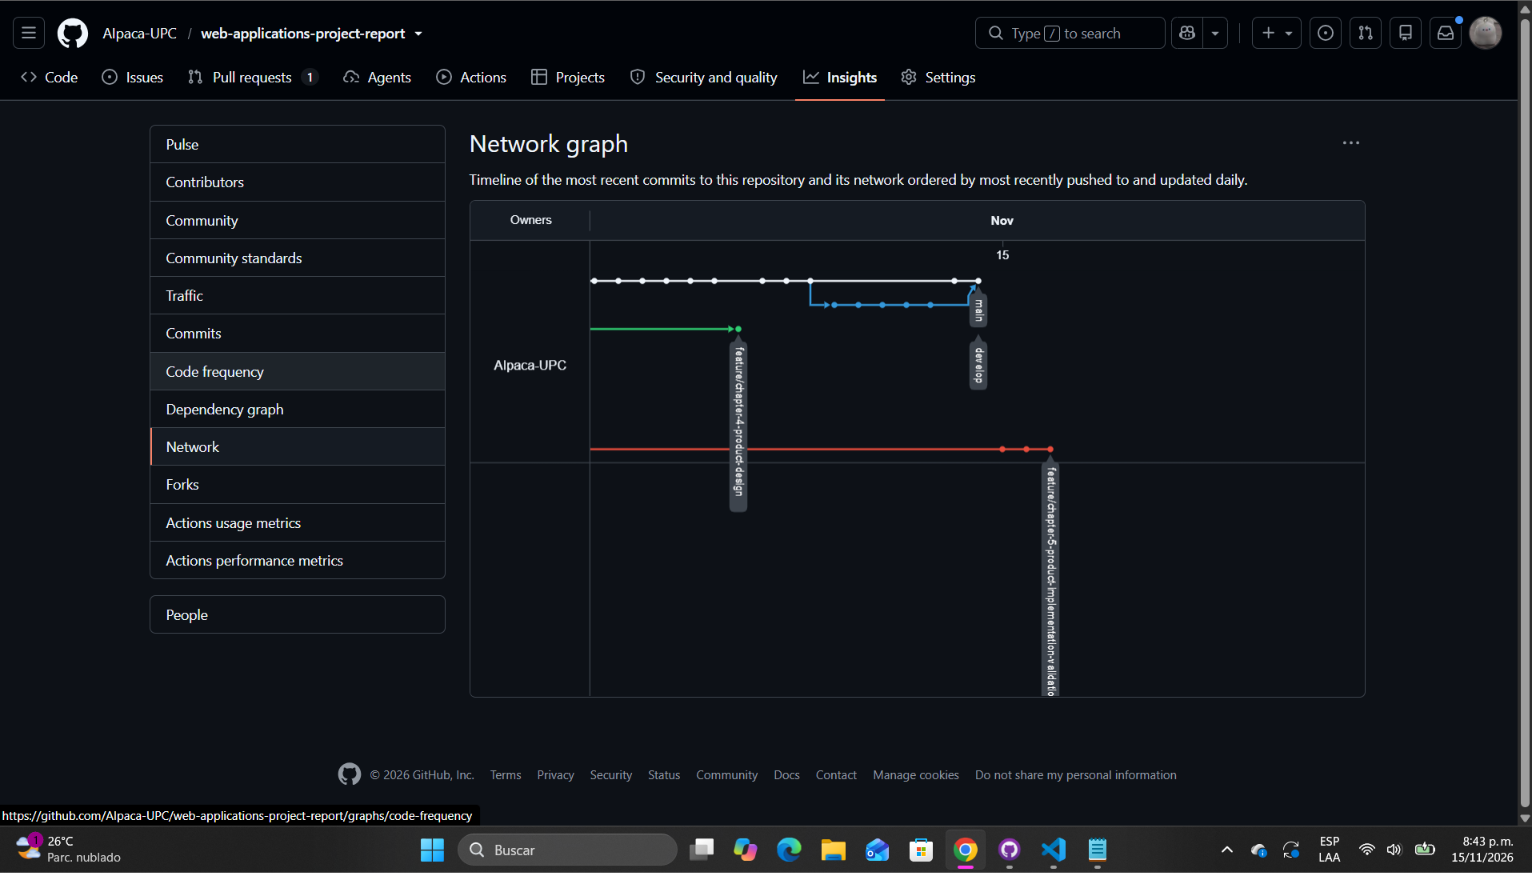 Alpaca-UPC / web-applications-project-report
Type / to search
Code
Issues
Pull requests 1
Agents
Actions
Projects
Security and quality
Insights
Settings
Pulse
Contributors
Community
Community standards
Traffic
Commits
Code frequency
Dependency graph
Network
Forks
Actions usage metrics
Actions performance metrics
People
Network graph
Timeline of the most recent commits to this repository and its network ordered by most recently pushed to and updated daily.
Owners
Nov
15
Alpaca-UPC
main
develop
feature/chapter-4-product-design
feature/chapter-5-product-implementation-validatio
© 2026 GitHub, Inc.
Terms
Privacy
Security
Status
Community
Docs
Contact
Manage cookies
Do not share my personal information
https://github.com/Alpaca-UPC/web-applications-project-report/graphs/code-frequency
1
26°C
Parc. nublado
Buscar
ESP
LAA
8:43 p. m.
15/11/2026